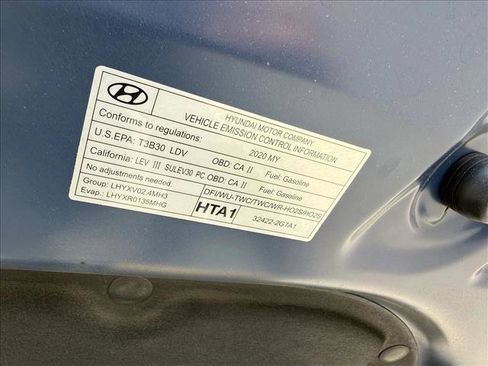 HYUNDAI MOTOR COMPANY
VEHICLE EMISSION CONTROL INFORMATION
Conforms to regulations: 2020 MY
U.S.EPA: T3B30 LDV OBD: CA II Fuel: Gasoline
California: LEV III SULEV30 PC OBD: CA II Fuel: Gasoline
No adjustments needed.
Group: LHYXV02.4MH3 DFI/WU-TWC/TWC/WR-HO2S/HO2S
Evap.: LHYXR0135MHG HTA1 32422-2GTA1